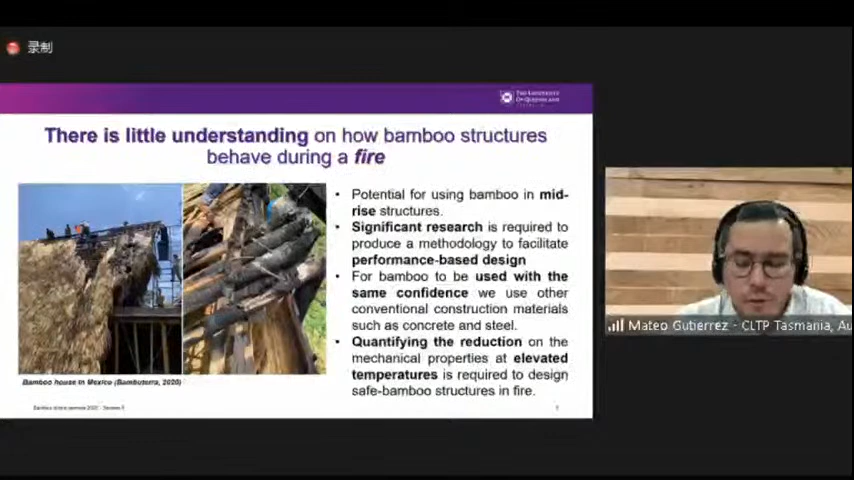 录制
THE UNIVERSITY
OF QUEENSLAND
There is little understanding on how bamboo structures
behave during a fire
• Potential for using bamboo in mid-
rise structures.
• Significant research is required to
produce a methodology to facilitate
performance-based design
• For bamboo to be used with the
same confidence we use other
conventional construction materials
such as concrete and steel.
• Quantifying the reduction on the
mechanical properties at elevated
temperatures is required to design
safe-bamboo structures in fire.
Bamboo house in Mexico (Bambuterra, 2020)
Mateo Gutierrez - CLTP Tasmania, Au